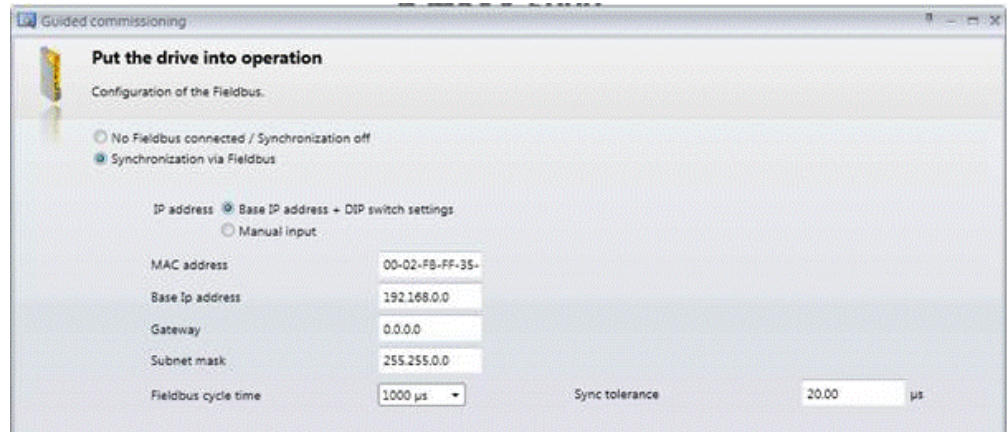 Guided commissioning
Put the drive into operation
Configuration of the Fieldbus.
No Fieldbus connected / Synchronization off
Synchronization via Fieldbus
IP address Base IP address + DIP switch settings
Manual input
MAC address 00-02-FB-FF-35-
Base Ip address 192.168.0.0
Gateway 0.0.0.0
Subnet mask 255.255.0.0
Fieldbus cycle time 1000 µs Sync tolerance 20.00 µs